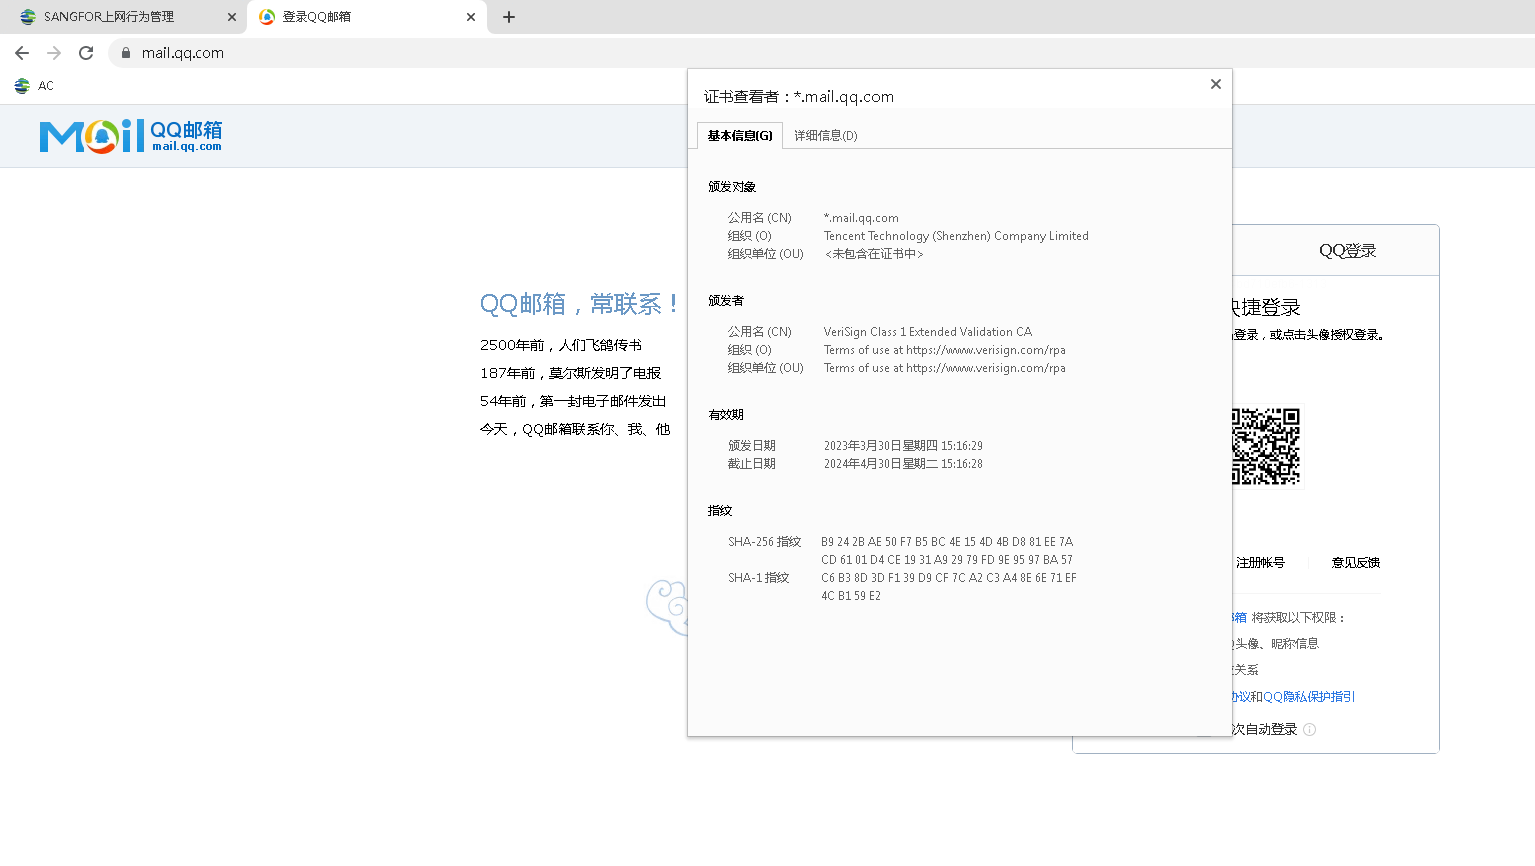 SANGFOR上网行为管理
登录QQ邮箱
mail.qq.com
AC
Mail QQ邮箱
mail.qq.com
QQ邮箱，常联系！
2500年前，人们飞鸽传书
187年前，莫尔斯发明了电报
54年前，第一封电子邮件发出
今天，QQ邮箱联系你、我、他
证书查看者：*.mail.qq.com
基本信息(G) 详细信息(D)
颁发对象
公用名 (CN) *.mail.qq.com
组织 (O) Tencent Technology (Shenzhen) Company Limited
组织单位 (OU) <未包含在证书中>
颁发者
公用名 (CN) VeriSign Class 1 Extended Validation CA
组织 (O) Terms of use at https://www.verisign.com/rpa
组织单位 (OU) Terms of use at https://www.verisign.com/rpa
有效期
颁发日期 2023年3月30日星期四 15:16:29
截止日期 2024年4月30日星期二 15:16:28
指纹
SHA-256 指纹 B9 24 2B AE 50 F7 B5 BC 4E 15 4D 4B D8 81 EE 7A
CD 61 01 D4 CE 19 31 A9 29 79 FD 9E 95 97 BA 57
SHA-1 指纹 C6 B3 8D 3D F1 39 D9 CF 7C A2 C3 A4 8E 6E 71 EF
4C B1 59 E2
QQ登录
捷登录
登录，或点击头像授权登录。
注册帐号 意见反馈
箱 将获取以下权限：
头像、昵称信息
关系
议和QQ隐私保护指引
次自动登录